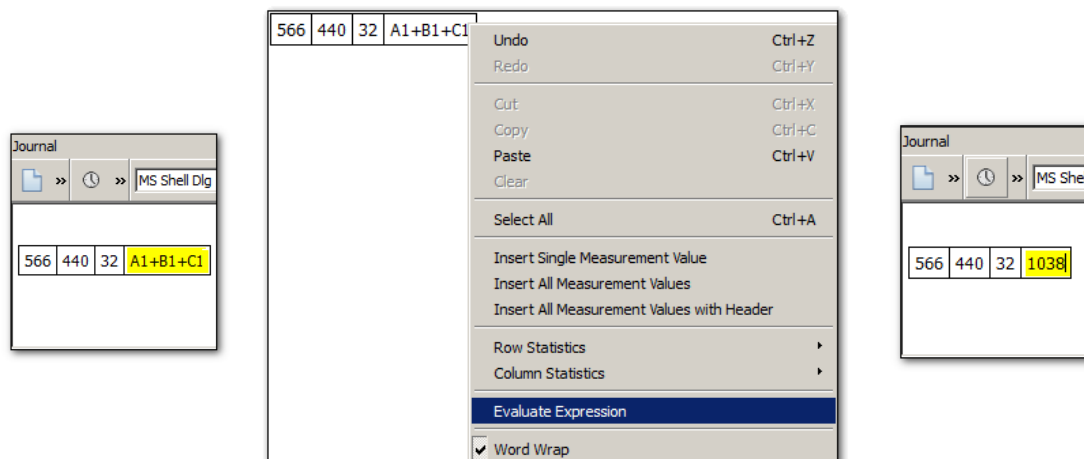 Journal
» » MS Shell Dlg
566 440 32 A1+B1+C1
566 440 32 A1+B1+C1
Undo Ctrl+Z
Redo Ctrl+Y
Cut Ctrl+X
Copy Ctrl+C
Paste Ctrl+V
Clear
Select All Ctrl+A
Insert Single Measurement Value
Insert All Measurement Values
Insert All Measurement Values with Header
Row Statistics
Column Statistics
Evaluate Expression
Word Wrap
Journal
» » MS She
566 440 32 1038